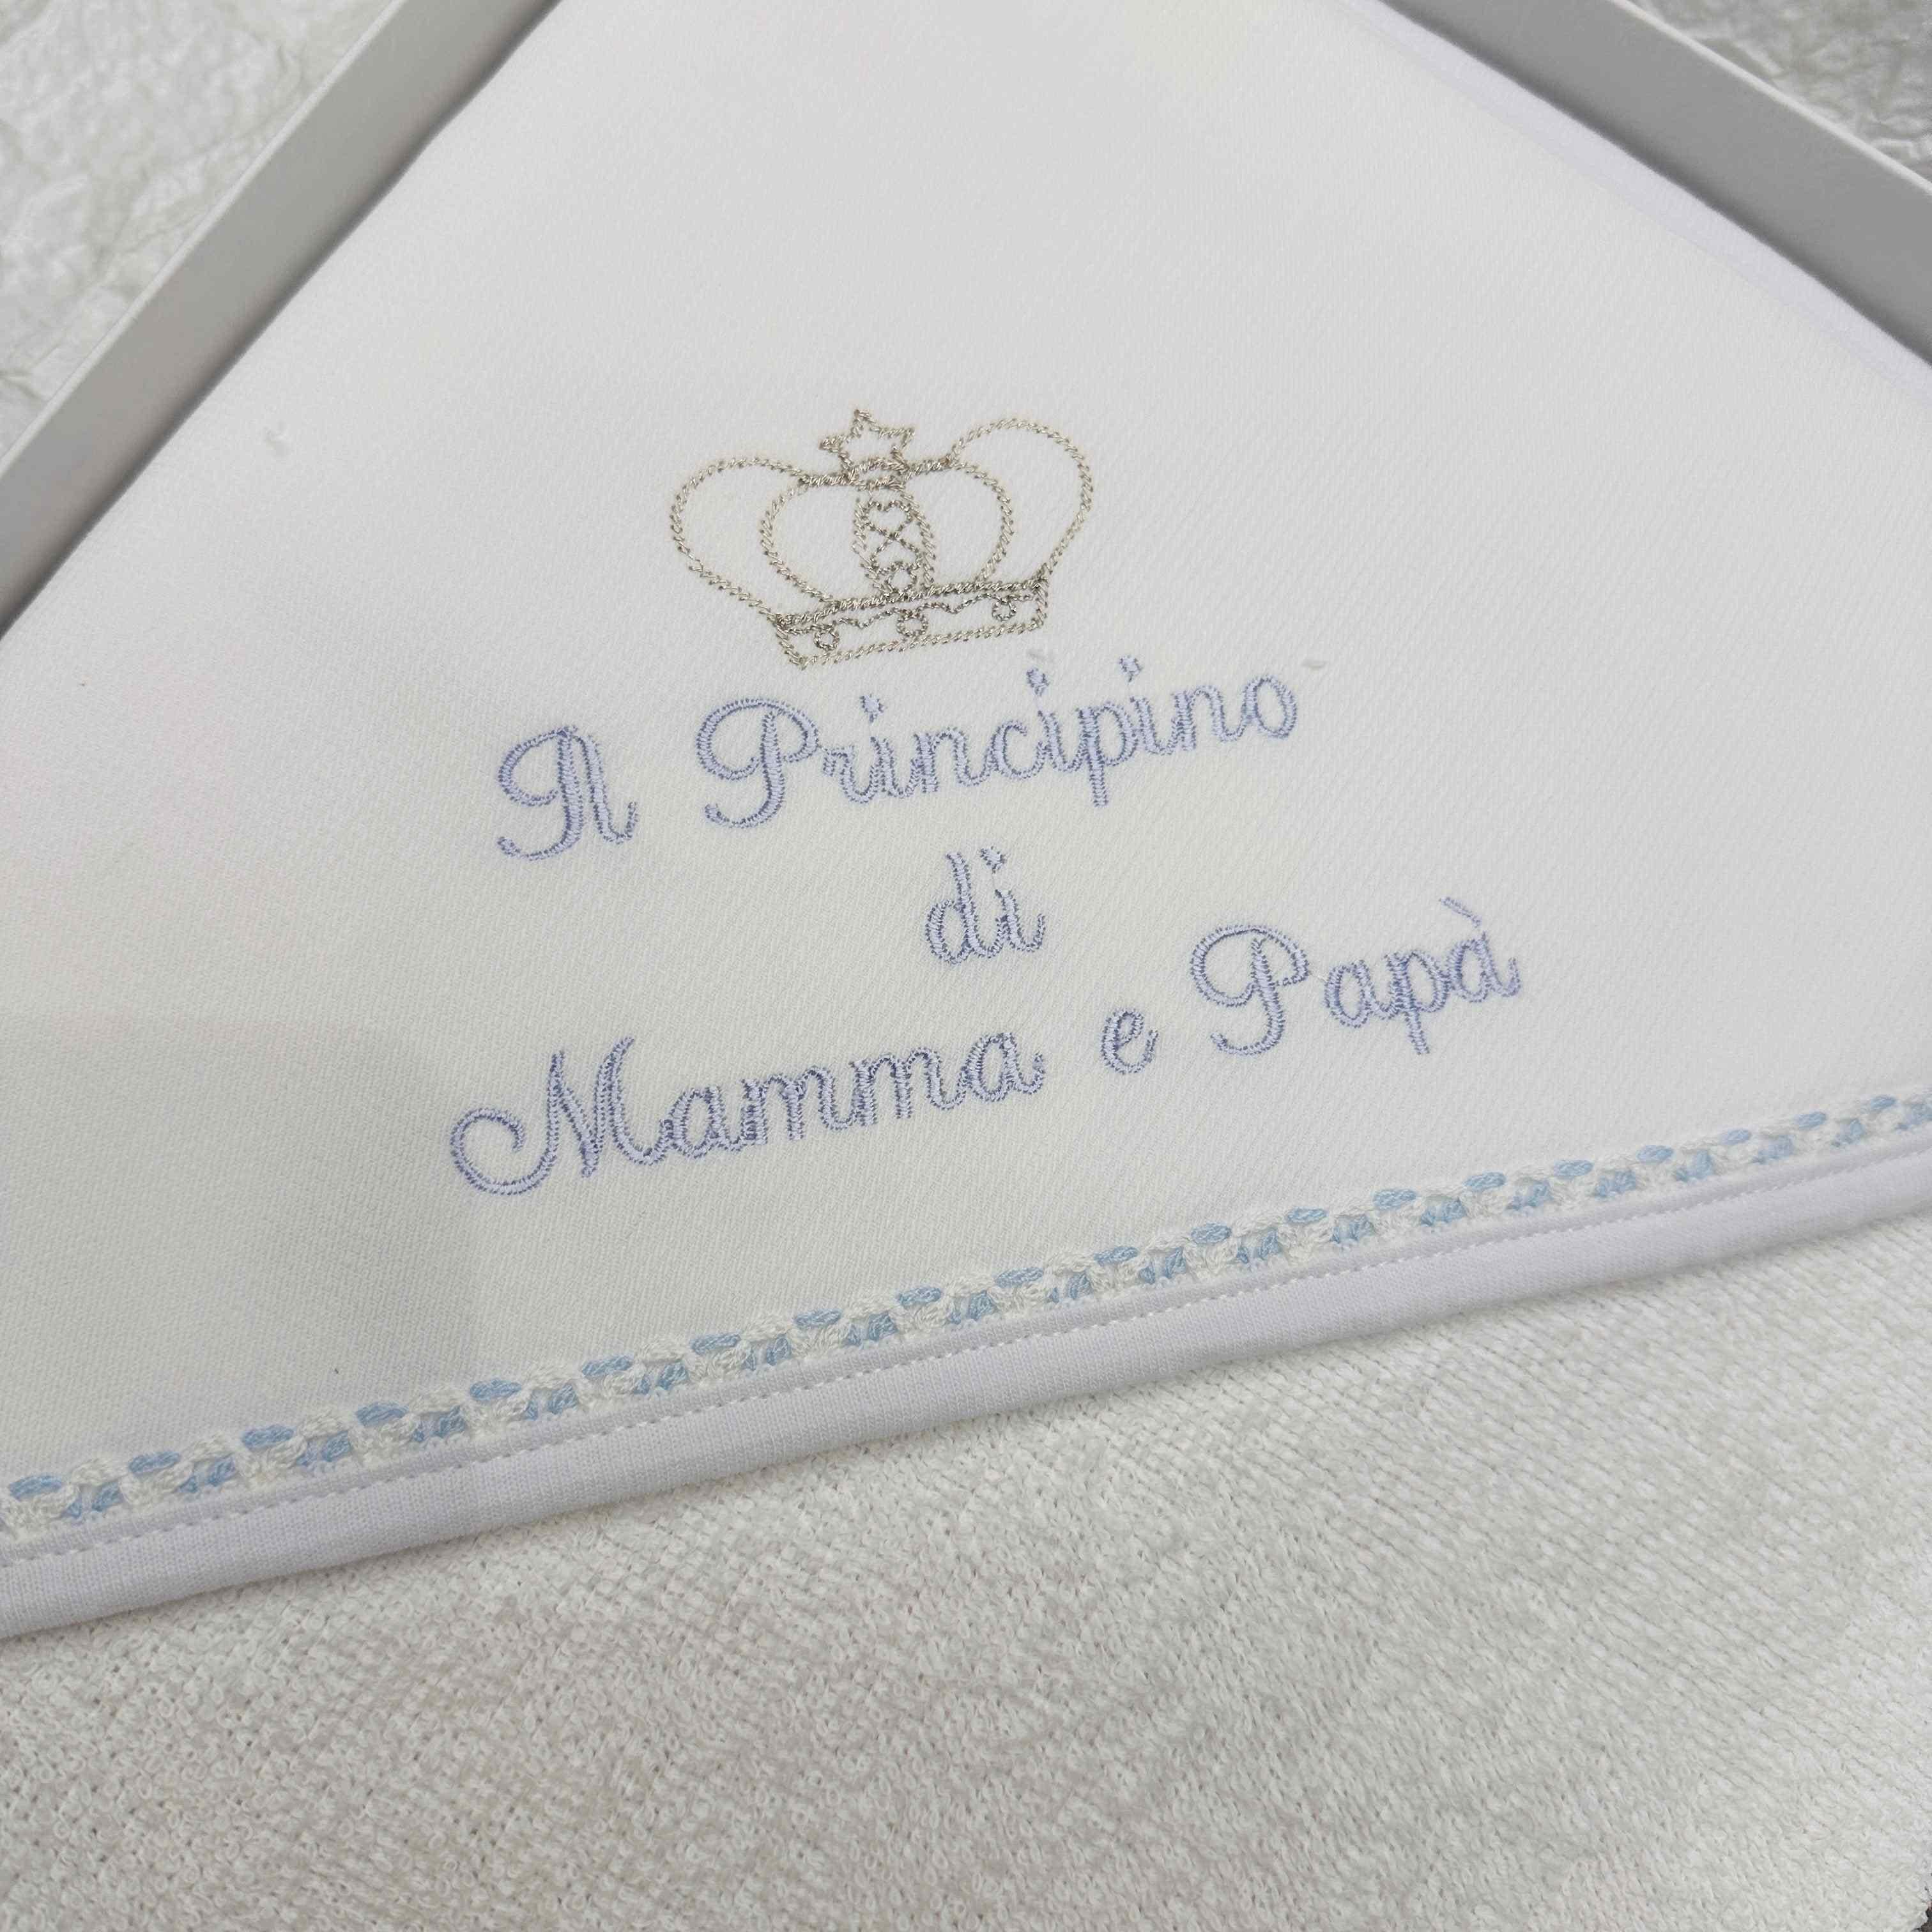 Il Principino
di
Mamma e Papà